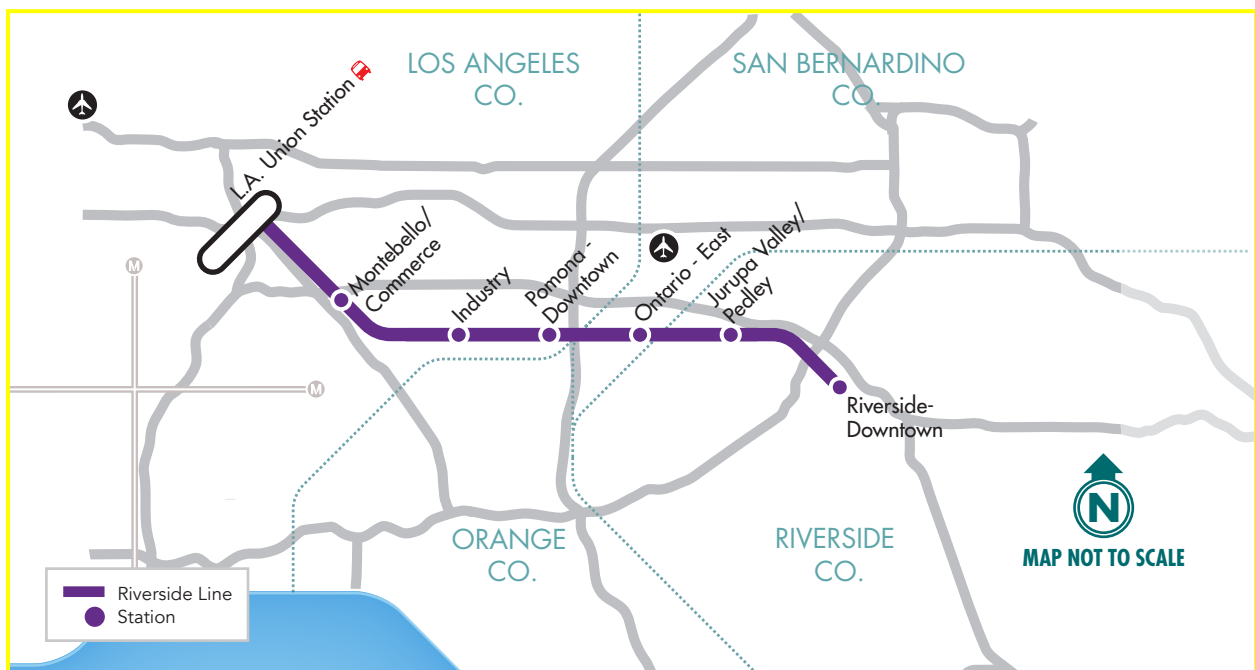 LOS ANGELES
CO.
SAN BERNARDINO
CO.
L.A. Union Station
Montebello/
Commerce
Industry
Pomona -
Downtown
Ontario - East
Jurupa Valley/
Pedley
Riverside-
Downtown
M
M
N
MAP NOT TO SCALE
ORANGE
CO.
RIVERSIDE
CO.
Riverside Line
Station